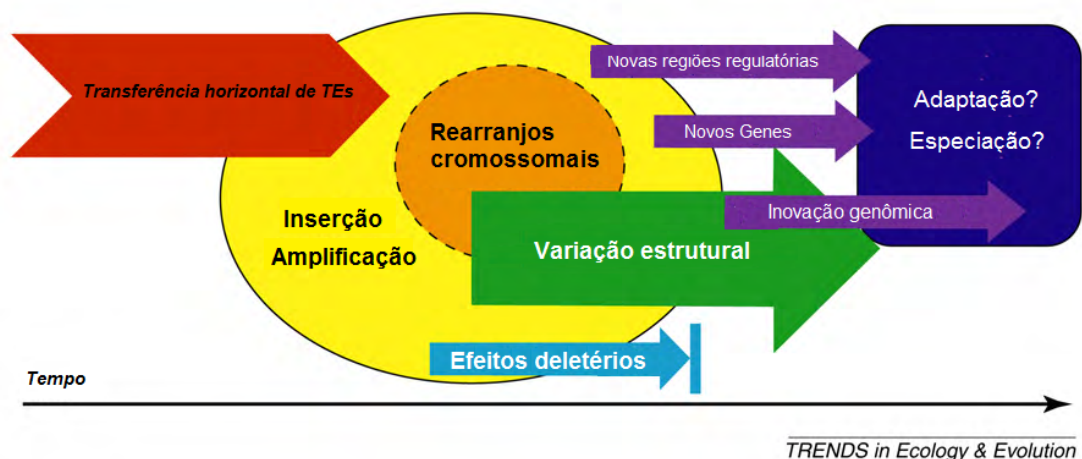 Transferência horizontal de TEs
Rearranjos
cromossomais
Inserção
Amplificação
Novas regiões regulatórias
Novos Genes
Inovação genômica
Variação estrutural
Efeitos deletérios
Adaptação?
Especiação?
Tempo
TRENDS in Ecology & Evolution